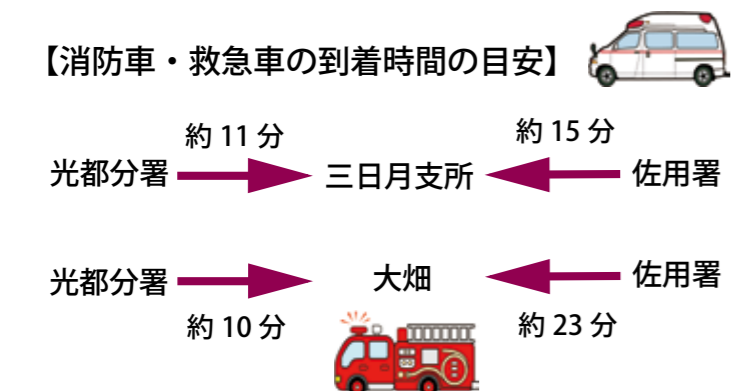 【消防車・救急車の到着時間の目安】
約 11 分
約 15 分
光都分署
三日月支所
佐用署
光都分署
大畑
佐用署
約 10 分
約 23 分